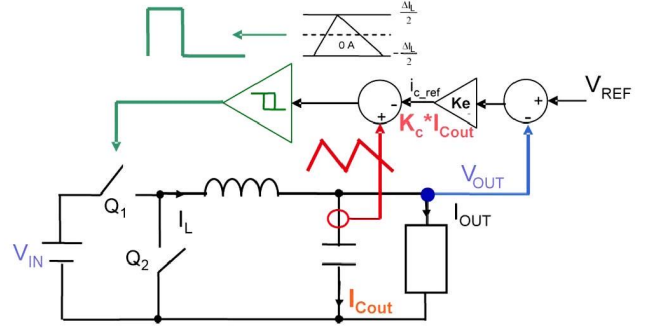 ΔI_L/2
0 A
-ΔI_L/2
i_c_ref
Ke
+
-
-
+
V_REF
K_c*I_Cout
V_OUT
Q_1
I_L
I_OUT
V_IN
Q_2
I_Cout